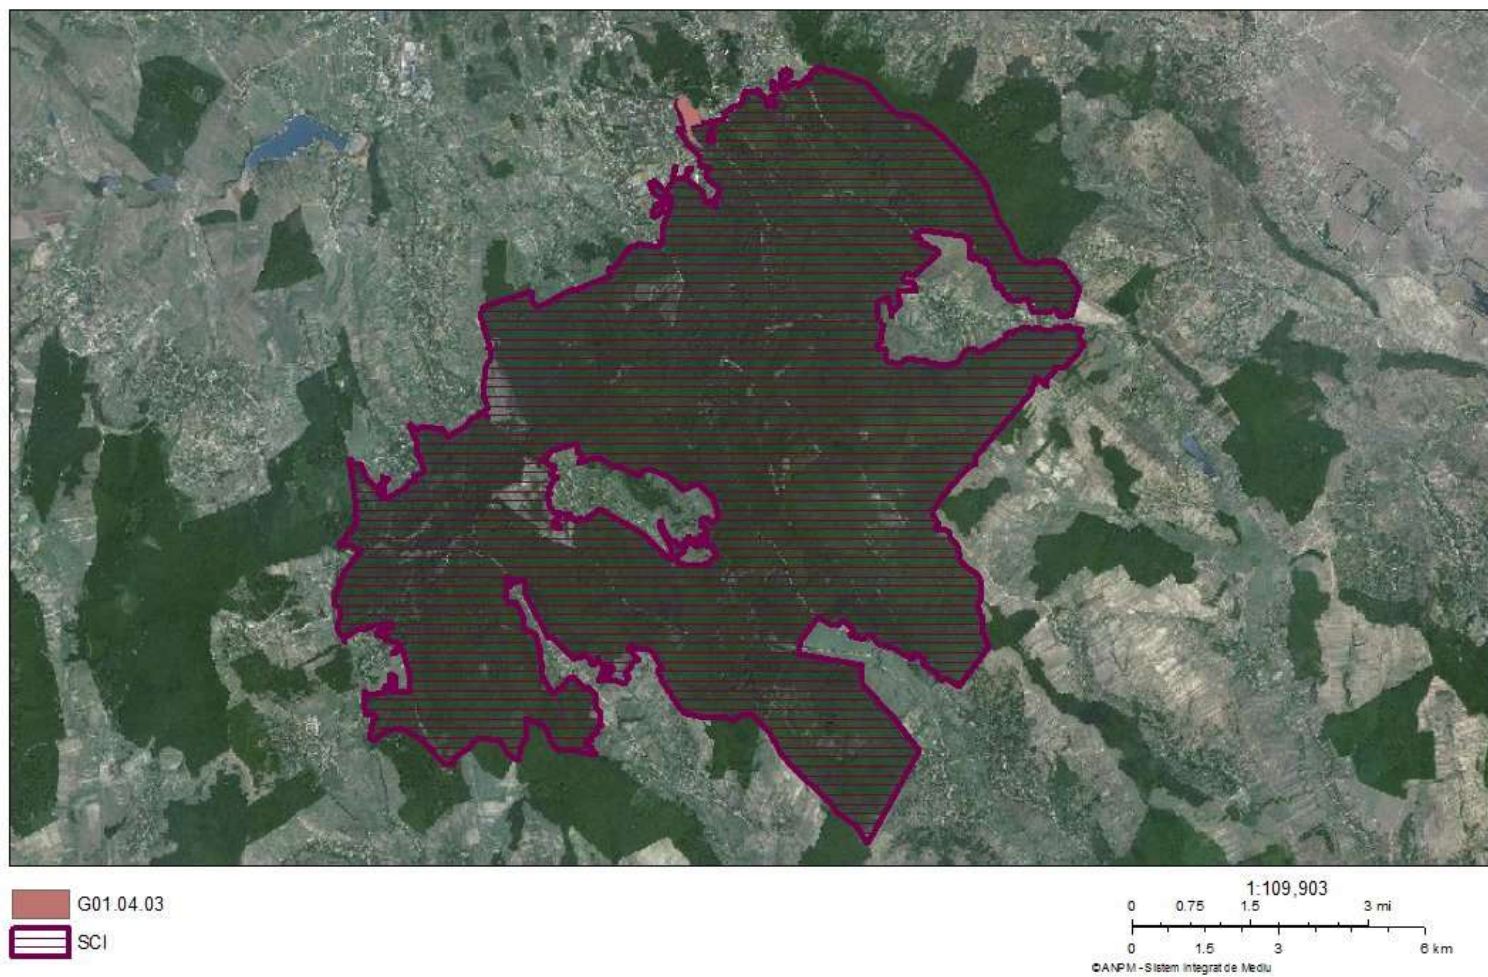 G01.04.03
SCI
1:109,903
0 0.75 1.5 3 mi
0 1.5 3 6 km
©ANPM - Sistem Integrat de Mediu